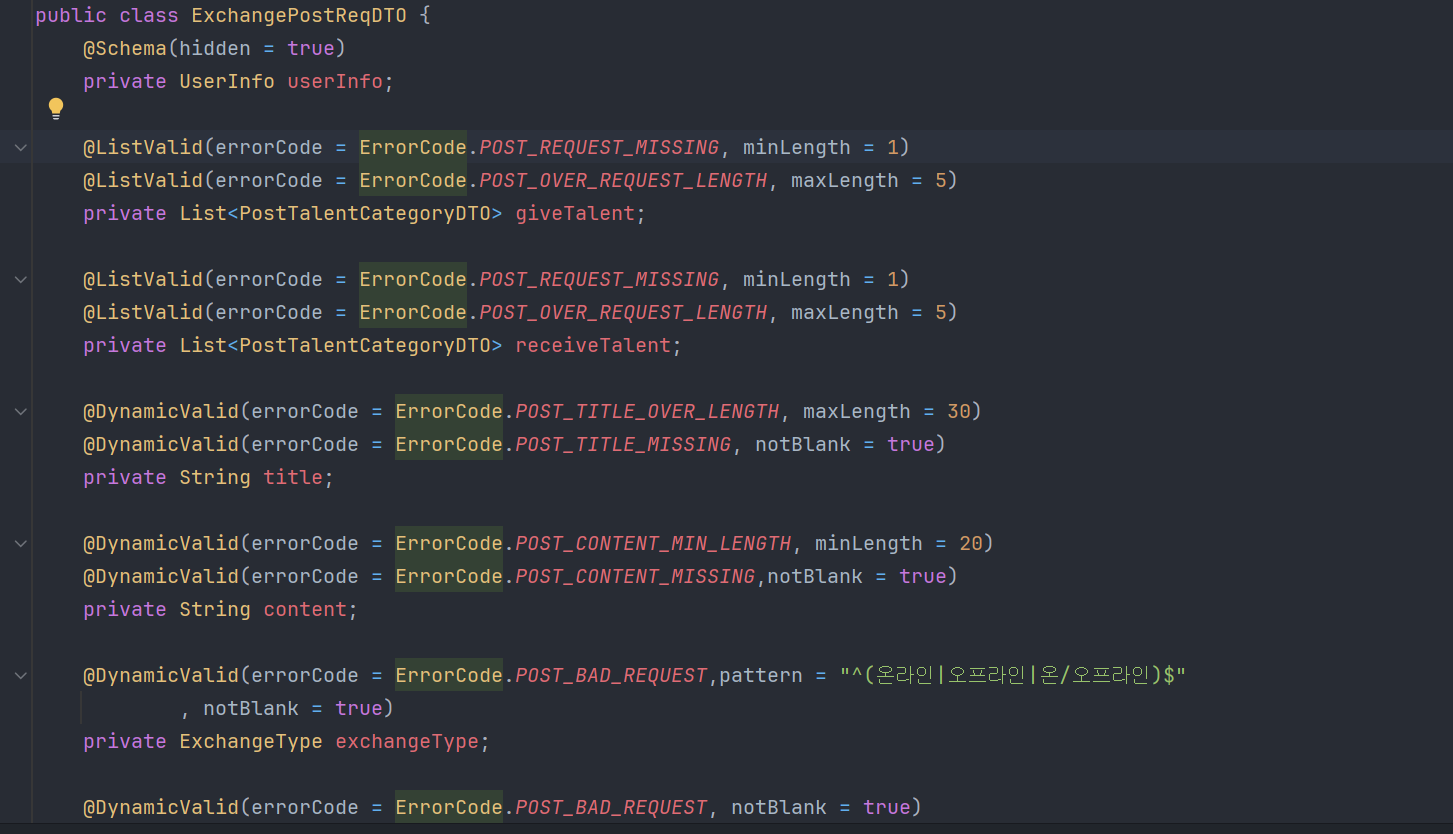 public class ExchangePostReqDTO {
@Schema(hidden = true)
private UserInfo userInfo;
@ListValid(errorCode = ErrorCode.POST_REQUEST_MISSING, minLength = 1)
@ListValid(errorCode = ErrorCode.POST_OVER_REQUEST_LENGTH, maxLength = 5)
private List<PostTalentCategoryDTO> giveTalent;
@ListValid(errorCode = ErrorCode.POST_REQUEST_MISSING, minLength = 1)
@ListValid(errorCode = ErrorCode.POST_OVER_REQUEST_LENGTH, maxLength = 5)
private List<PostTalentCategoryDTO> receiveTalent;
@DynamicValid(errorCode = ErrorCode.POST_TITLE_OVER_LENGTH, maxLength = 30)
@DynamicValid(errorCode = ErrorCode.POST_TITLE_MISSING, notBlank = true)
private String title;
@DynamicValid(errorCode = ErrorCode.POST_CONTENT_MIN_LENGTH, minLength = 20)
@DynamicValid(errorCode = ErrorCode.POST_CONTENT_MISSING,notBlank = true)
private String content;
@DynamicValid(errorCode = ErrorCode.POST_BAD_REQUEST,pattern = "^(온라인|오프라인|온/오프라인)$"
, notBlank = true)
private ExchangeType exchangeType;
@DynamicValid(errorCode = ErrorCode.POST_BAD_REQUEST, notBlank = true)